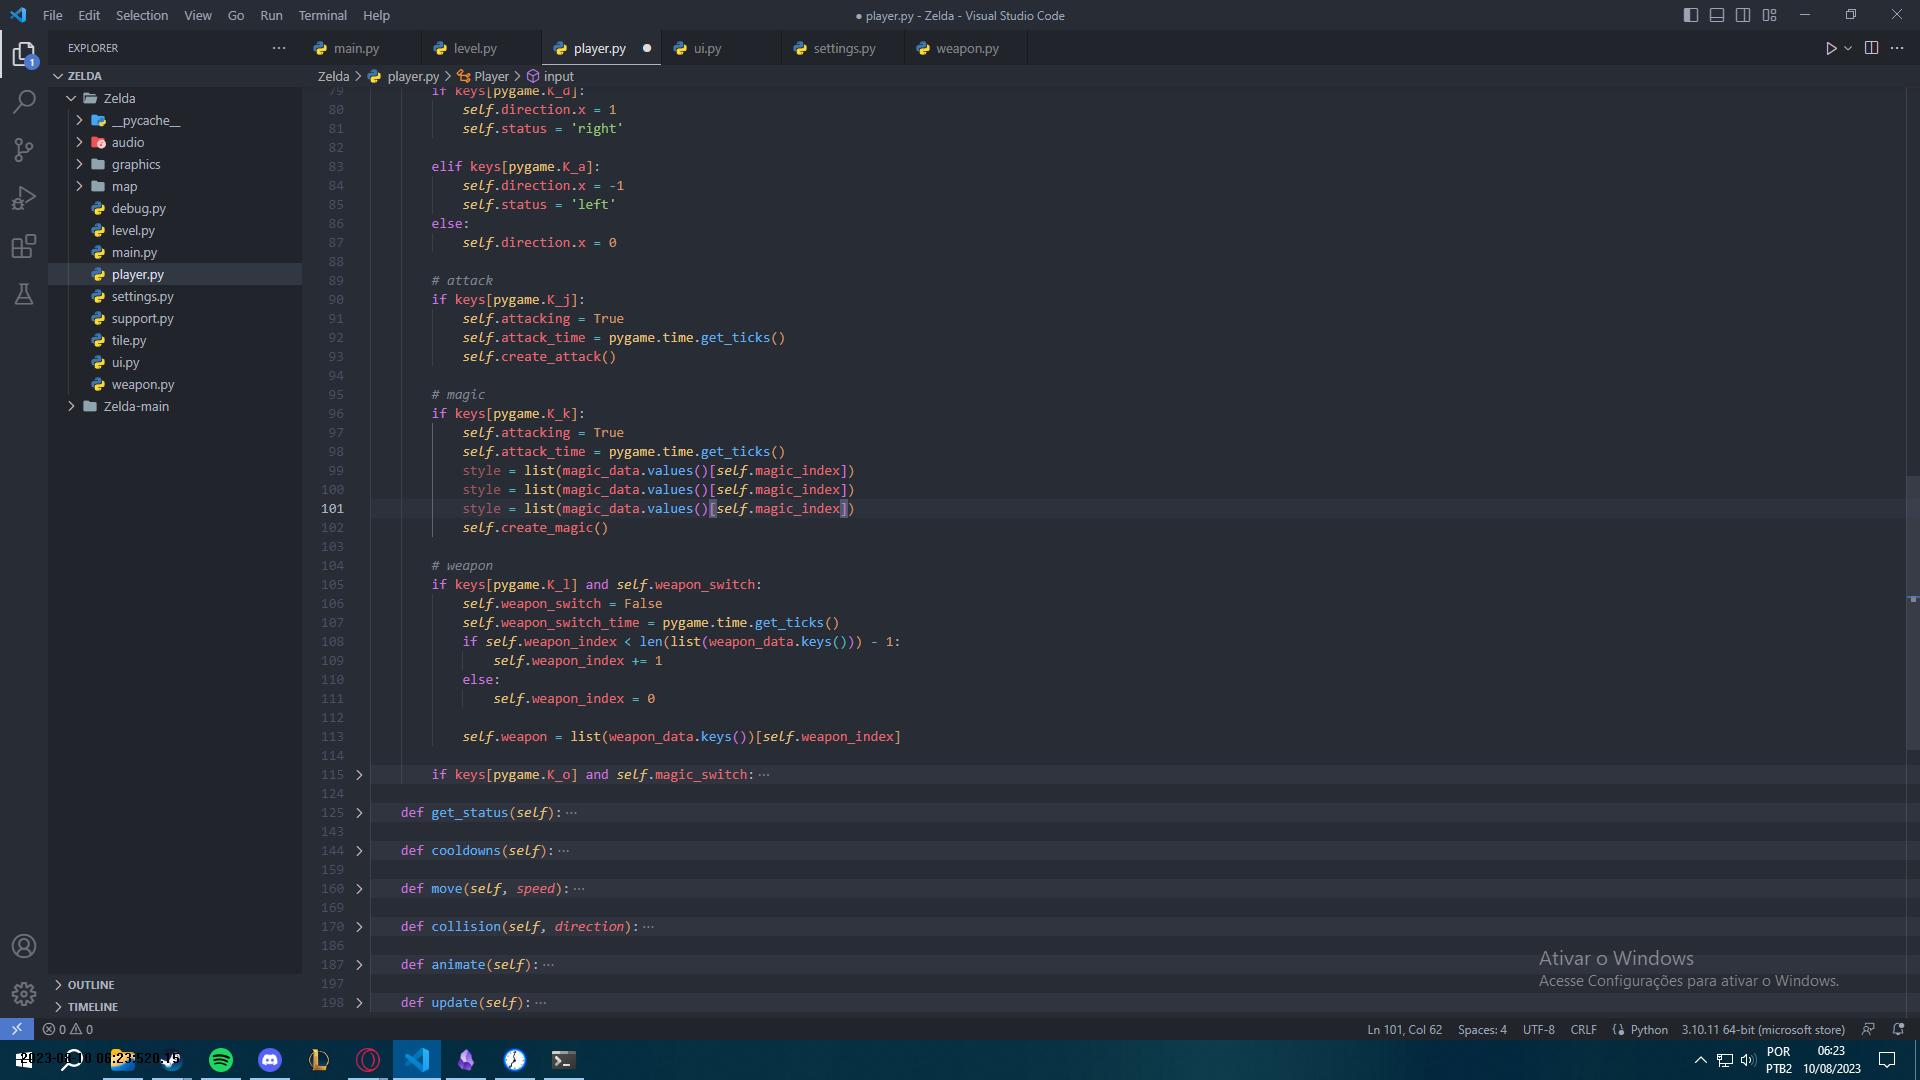 File Edit Selection View Go Run Terminal Help
● player.py - Zelda - Visual Studio Code
EXPLORER
main.py
level.py
player.py
ui.py
settings.py
weapon.py
Zelda > player.py > Player > input
1
ZELDA
Zelda
__pycache__
audio
graphics
map
debug.py
level.py
main.py
player.py
settings.py
support.py
tile.py
ui.py
weapon.py
Zelda-main
OUTLINE
TIMELINE
79 if keys[pygame.K_d]:
80 self.direction.x = 1
81 self.status = 'right'
82
83 elif keys[pygame.K_a]:
84 self.direction.x = -1
85 self.status = 'left'
86 else:
87 self.direction.x = 0
88
89 # attack
90 if keys[pygame.K_j]:
91 self.attacking = True
92 self.attack_time = pygame.time.get_ticks()
93 self.create_attack()
94
95 # magic
96 if keys[pygame.K_k]:
97 self.attacking = True
98 self.attack_time = pygame.time.get_ticks()
99 style = list(magic_data.values()[self.magic_index])
100 style = list(magic_data.values()[self.magic_index])
101 style = list(magic_data.values()[self.magic_index])
102 self.create_magic()
103
104 # weapon
105 if keys[pygame.K_l] and self.weapon_switch:
106 self.weapon_switch = False
107 self.weapon_switch_time = pygame.time.get_ticks()
108 if self.weapon_index < len(list(weapon_data.keys())) - 1:
109 self.weapon_index += 1
110 else:
111 self.weapon_index = 0
112
113 self.weapon = list(weapon_data.keys())[self.weapon_index]
114
115 if keys[pygame.K_o] and self.magic_switch: ···
124
125 def get_status(self): ···
143
144 def cooldowns(self): ···
159
160 def move(self, speed): ···
169
170 def collision(self, direction): ···
186
187 def animate(self): ···
197
198 def update(self): ···
Ativar o Windows
Acesse Configurações para ativar o Windows.
0 0
Ln 101, Col 62 Spaces: 4 UTF-8 CRLF Python 3.10.11 64-bit (microsoft store)
POR
PTB2
06:23
10/08/2023